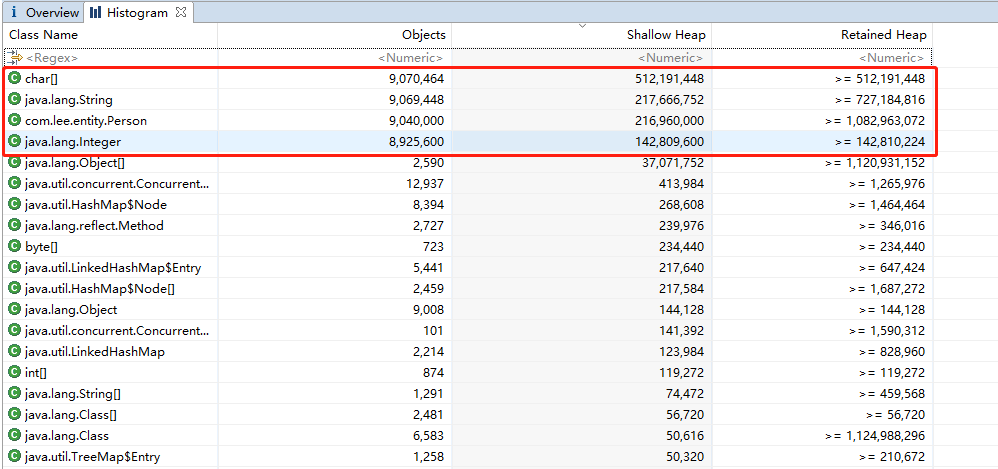 i Overview Histogram
Class Name Objects Shallow Heap Retained Heap
<Regex> <Numeric> <Numeric> <Numeric>
char[] 9,070,464 512,191,448 >= 512,191,448
java.lang.String 9,069,448 217,666,752 >= 727,184,816
com.lee.entity.Person 9,040,000 216,960,000 >= 1,082,963,072
java.lang.Integer 8,925,600 142,809,600 >= 142,810,224
java.lang.Object[] 2,590 37,071,752 >= 1,120,931,152
java.util.concurrent.Concurrent... 12,937 413,984 >= 1,265,976
java.util.HashMap$Node 8,394 268,608 >= 1,464,464
java.lang.reflect.Method 2,727 239,976 >= 346,016
byte[] 723 234,440 >= 234,440
java.util.LinkedHashMap$Entry 5,441 217,640 >= 647,424
java.util.HashMap$Node[] 2,459 217,584 >= 1,687,272
java.lang.Object 9,008 144,128 >= 144,128
java.util.concurrent.Concurrent... 101 141,392 >= 1,590,312
java.util.LinkedHashMap 2,214 123,984 >= 828,960
int[] 874 119,272 >= 119,272
java.lang.String[] 1,291 74,472 >= 459,568
java.lang.Class[] 2,481 56,720 >= 56,720
java.lang.Class 6,583 50,616 >= 1,124,988,296
java.util.TreeMap$Entry 1,258 50,320 >= 210,672